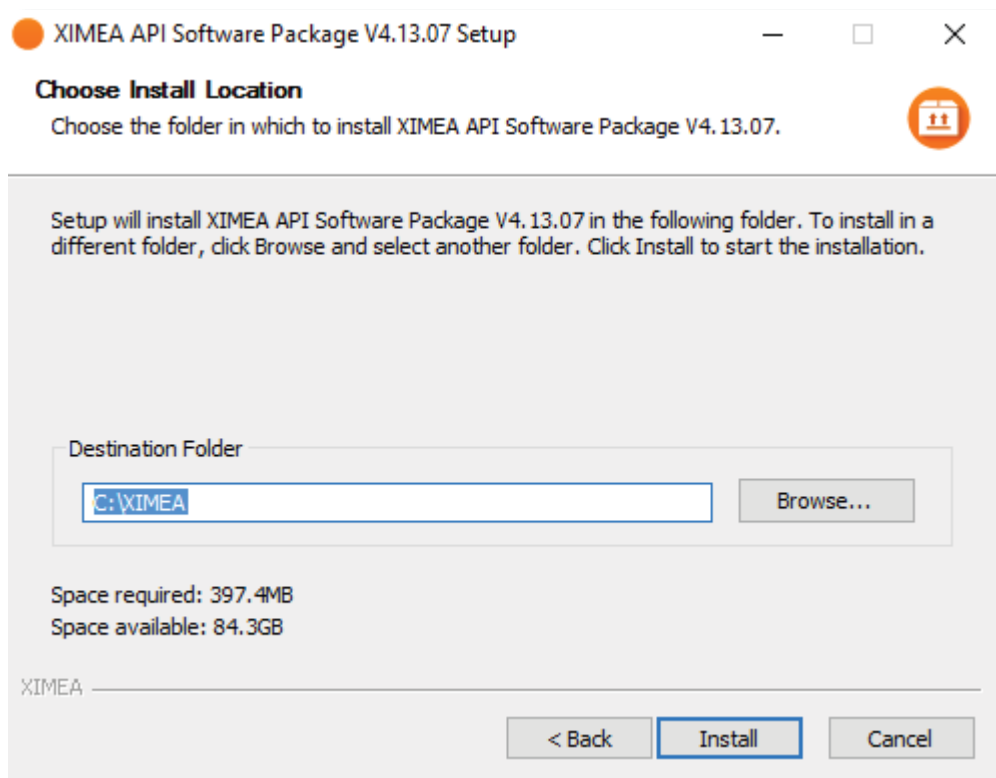 XIMEA API Software Package V4.13.07 Setup
Choose Install Location
Choose the folder in which to install XIMEA API Software Package V4.13.07.
Setup will install XIMEA API Software Package V4.13.07 in the following folder. To install in a
different folder, click Browse and select another folder. Click Install to start the installation.
Destination Folder
C:\XIMEA
Browse...
Space required: 397.4MB
Space available: 84.3GB
XIMEA
< Back
Install
Cancel